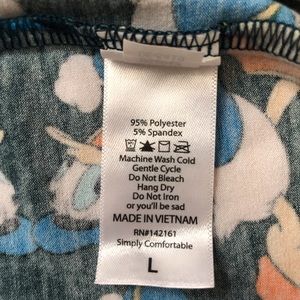 95% Polyester
5% Spandex
Machine Wash Cold
Gentle Cycle
Do Not Bleach
Hang Dry
Do Not Iron
or you'll be sad
MADE IN VIETNAM
RN#142161
Simply Comfortable
L